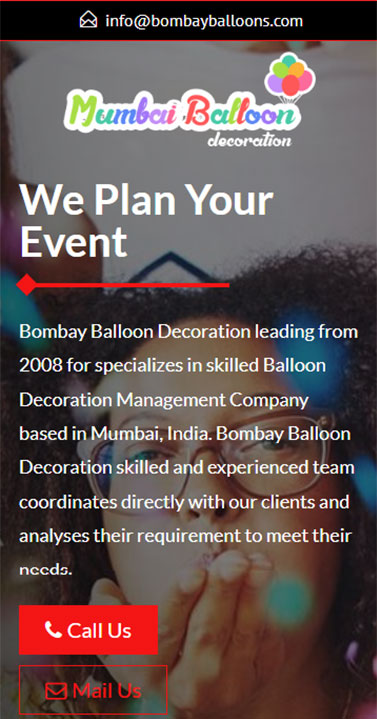 info@bombayballoons.com
Mumbai Balloon
decoration
We Plan Your
Event
Bombay Balloon Decoration leading from
2008 for specializes in skilled Balloon
Decoration Management Company
based in Mumbai, India. Bombay Balloon
Decoration skilled and experienced team
coordinates directly with our clients and
analyses their requirement to meet their
needs.
Call Us
Mail Us